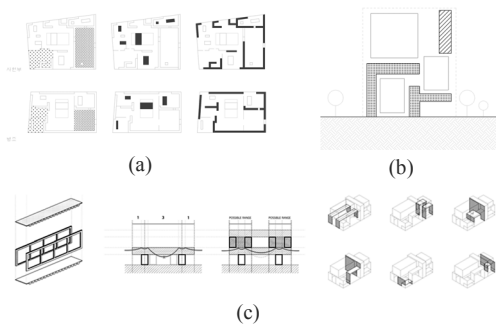 (a)
(b)
1 3 1
POSSIBLE RANGE POSSIBLE RANGE
(c)